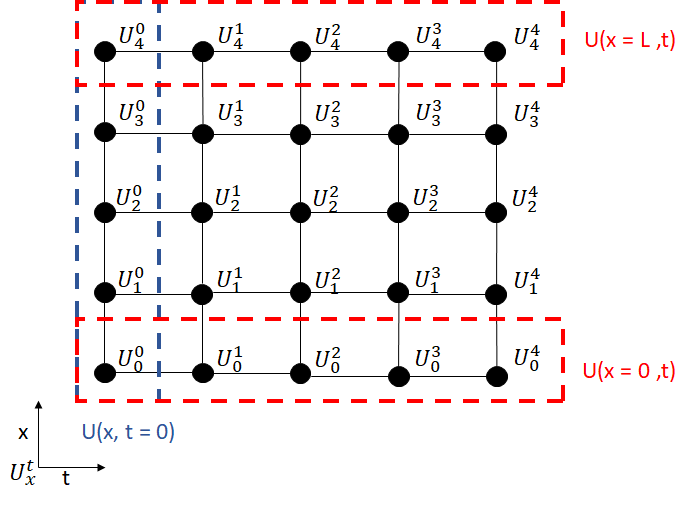 U_4^0 U_4^1 U_4^2 U_4^3 U_4^4 U(x = L ,t)
U_3^0 U_3^1 U_3^2 U_3^3 U_3^4
U_2^0 U_2^1 U_2^2 U_2^3 U_2^4
U_1^0 U_1^1 U_1^2 U_1^3 U_1^4
U_0^0 U_0^1 U_0^2 U_0^3 U_0^4 U(x = 0 ,t)
x U(x, t = 0)
U_x^t t